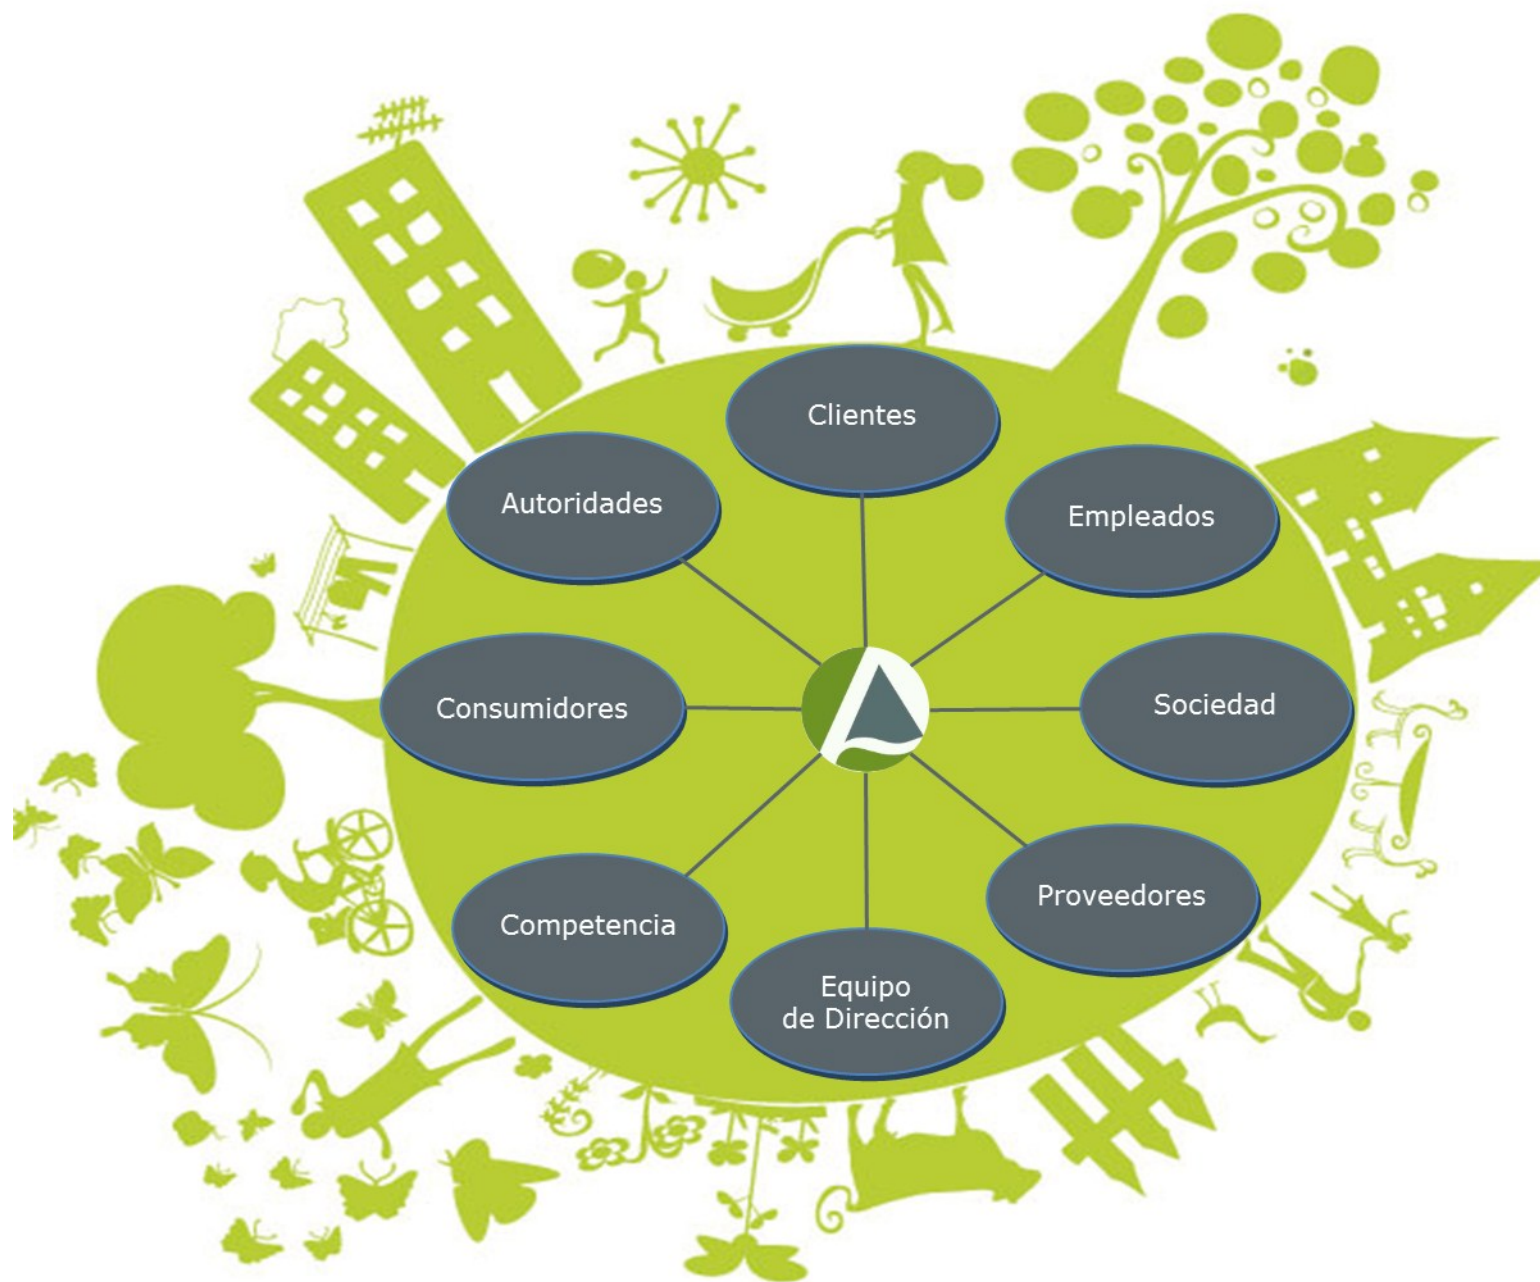 Clientes
Autoridades
Empleados
Consumidores
Sociedad
Proveedores
Competencia
Equipo
de Dirección